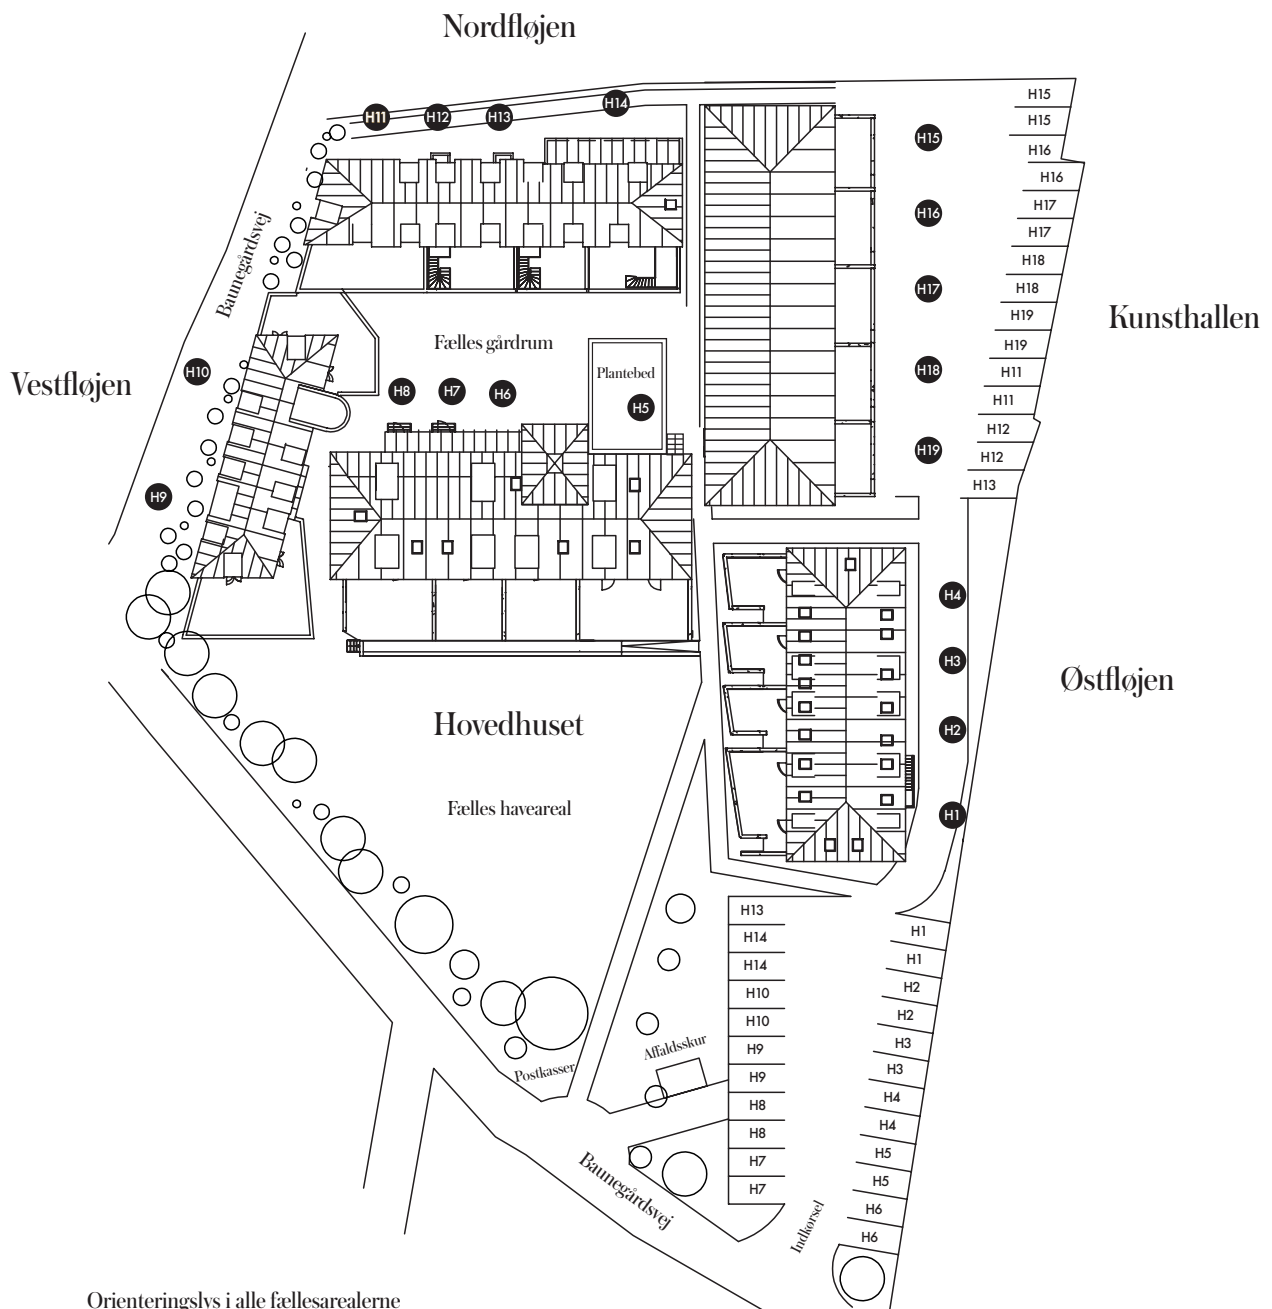 Nordfløjen
H11
H12
H13
H14
H15
H16
H17
H18
H19
H15
H15
H16
H16
H17
H17
H18
H18
H19
H19
H11
H11
H12
H12
H13
Kunsthallen
Baunegårdsvej
Vestfløjen
H10
H9
Fælles gårdrum
H8
H7
H6
Plantebed
H5
H4
H3
H2
H1
Østfløjen
Hovedhuset
Fælles haveareal
H13
H14
H14
H10
H10
H9
H9
H8
H8
H7
H7
H1
H1
H2
H2
H3
H3
H4
H4
H5
H5
H6
H6
Affaldsskur
Postkasser
Baunegårdsvej
Indkørsel
Orienteringslys i alle fællesarealerne